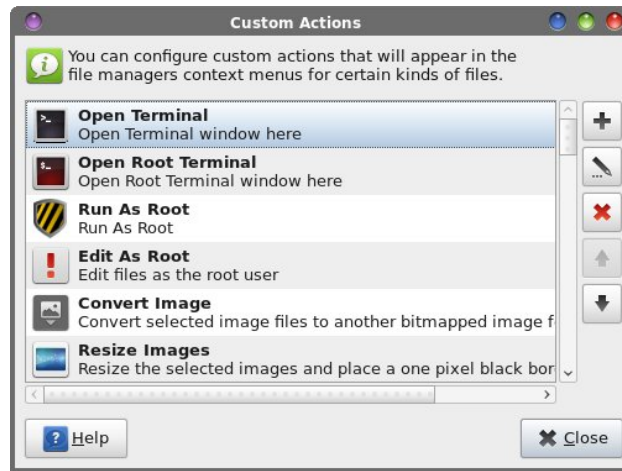 Custom Actions
You can configure custom actions that will appear in the
file managers context menus for certain kinds of files.
Open Terminal
Open Terminal window here
Open Root Terminal
Open Root Terminal window here
Run As Root
Run As Root
Edit As Root
Edit files as the root user
Convert Image
Convert selected image files to another bitmapped image f
Resize Images
Resize the selected images and place a one pixel black bor
Help
Close